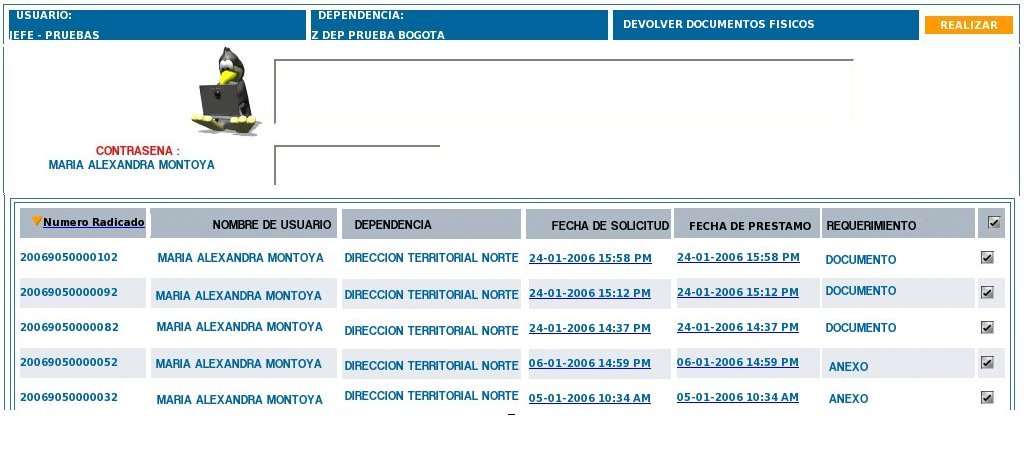 USUARIO: DEPENDENCIA:
JEFE - PRUEBAS Z DEP PRUEBA BOGOTA DEVOLVER DOCUMENTOS FISICOS REALIZAR
CONTRASENA :
MARIA ALEXANDRA MONTOYA
Numero Radicado NOMBRE DE USUARIO DEPENDENCIA FECHA DE SOLICITUD FECHA DE PRESTAMO REQUERIMIENTO
20069050000102 MARIA ALEXANDRA MONTOYA DIRECCION TERRITORIAL NORTE 24-01-2006 15:58 PM 24-01-2006 15:58 PM DOCUMENTO
20069050000092 MARIA ALEXANDRA MONTOYA DIRECCION TERRITORIAL NORTE 24-01-2006 15:12 PM 24-01-2006 15:12 PM DOCUMENTO
20069050000082 MARIA ALEXANDRA MONTOYA DIRECCION TERRITORIAL NORTE 24-01-2006 14:37 PM 24-01-2006 14:37 PM DOCUMENTO
20069050000052 MARIA ALEXANDRA MONTOYA DIRECCION TERRITORIAL NORTE 06-01-2006 14:59 PM 06-01-2006 14:59 PM ANEXO
20069050000032 MARIA ALEXANDRA MONTOYA DIRECCION TERRITORIAL NORTE 05-01-2006 10:34 AM 05-01-2006 10:34 AM ANEXO